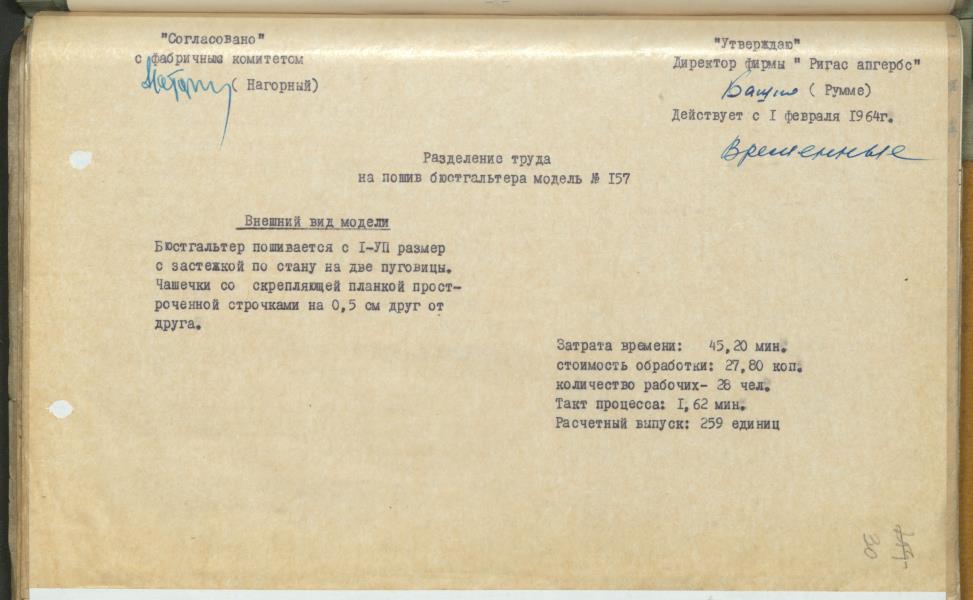 "Согласовано"
с фабричным комитетом
(Нагорный)
"Утверждаю"
Директор фирмы " Ригас апгербс"
( Румме)
Действует с I февраля I964г.
Временные
Разделение труда
на пошив бюстгальтера модель № I57
Внешний вид модели
Бюстгальтер пошивается с I-УП размер
с застежкой по стану на две пуговицы.
Чашечки со скрепляющей планкой прост-
роченной строчками на 0,5 см друг от
друга.
Затрата времени: 45,20 мин.
стоимость обработки: 27,80 коп.
количество рабочих- 28 чел.
Такт процесса: I,62 мин.
Расчетный выпуск: 259 единиц
30